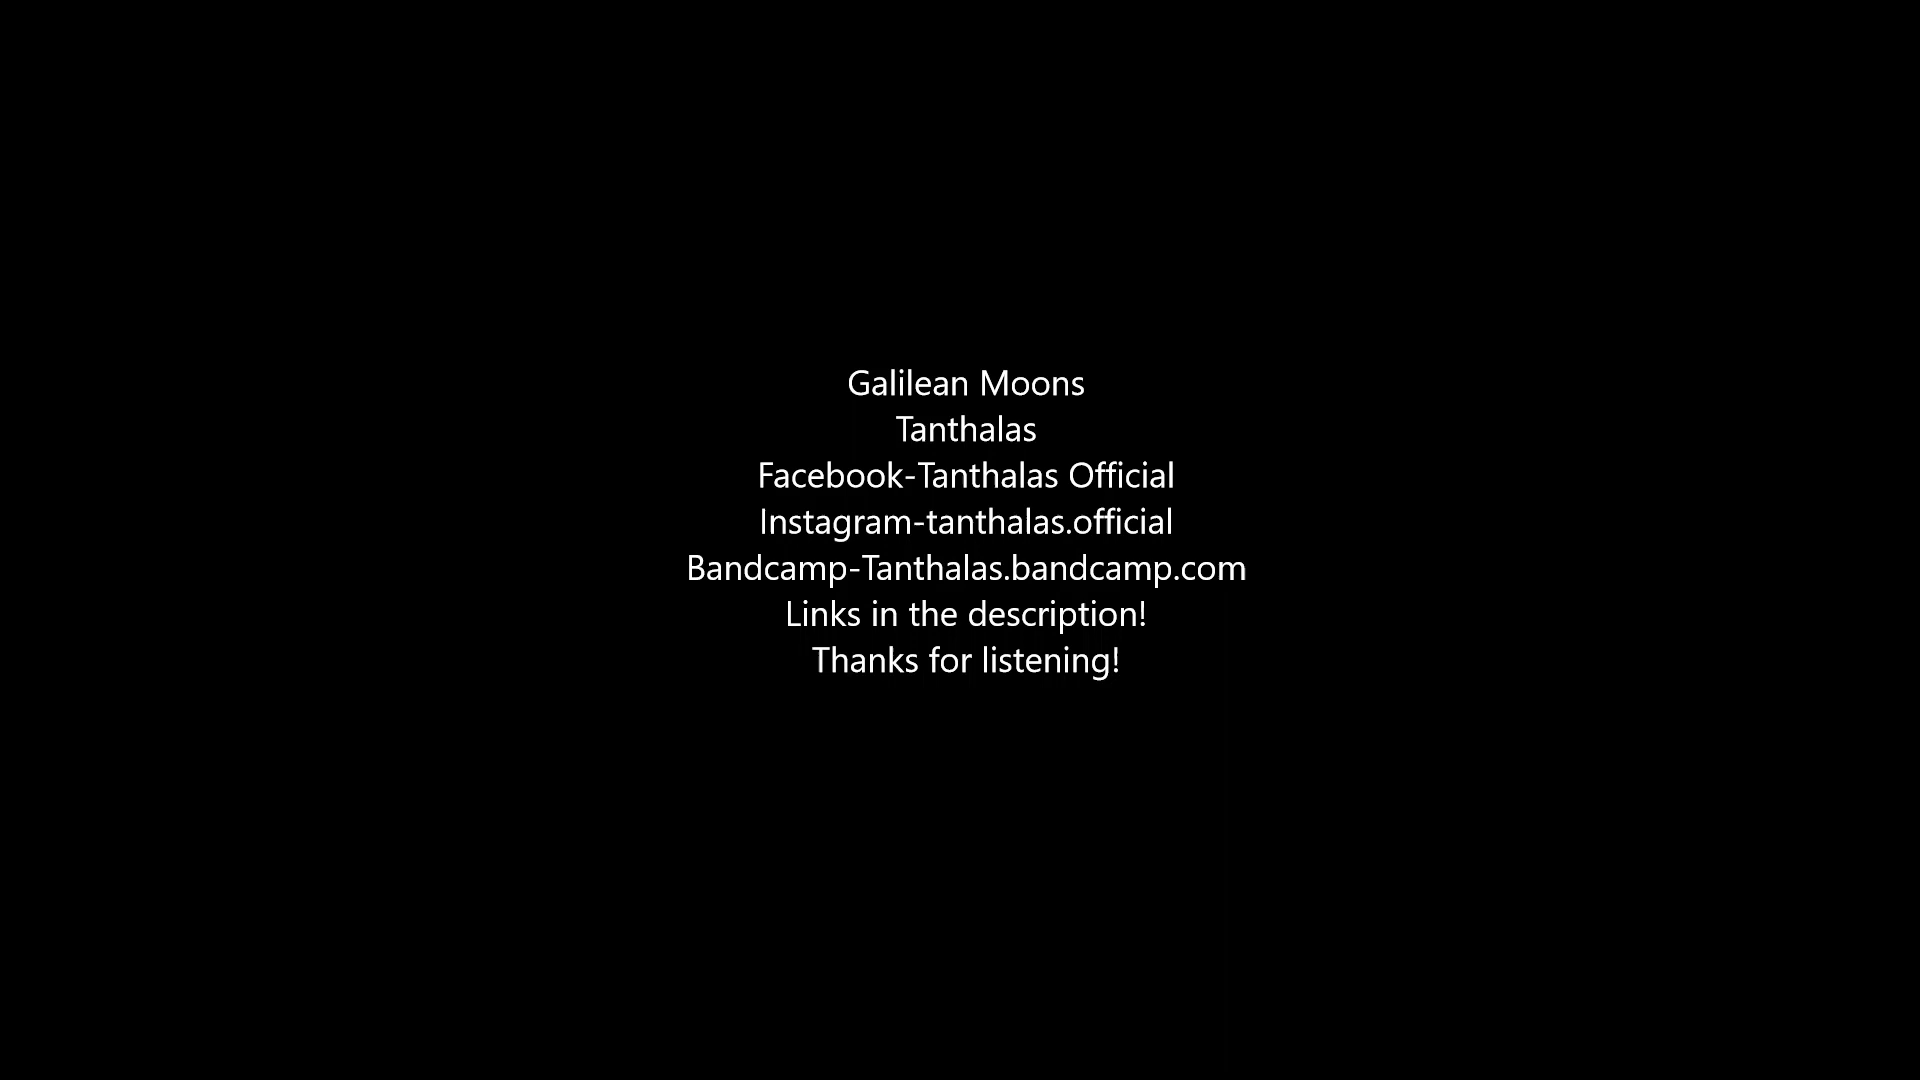 Galilean Moons
Tanthalas
Facebook-Tanthalas Official
Instagram-tanthalas.official
Bandcamp-Tanthalas.bandcamp.com
Links in the description!
Thanks for listening!